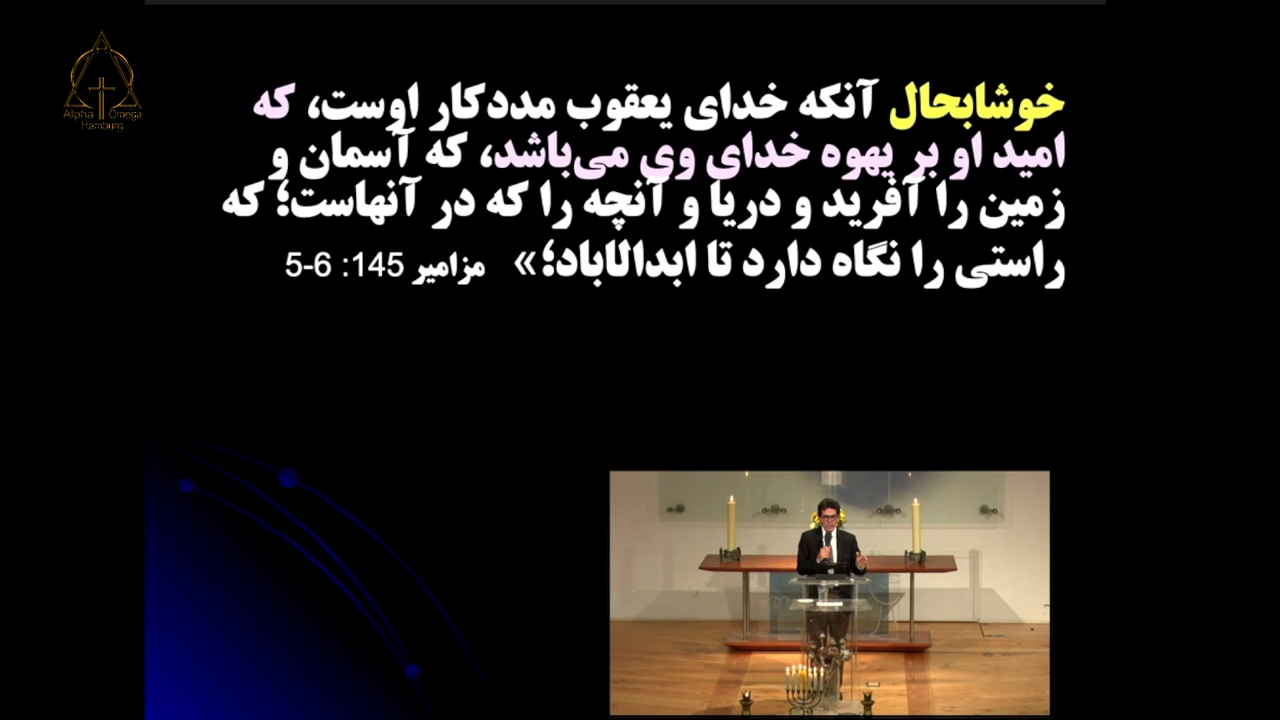 Alpha Omega
Hamburg
خوشابحال آنکه خدای یعقوب مددکار اوست، که
امید او بر یهوه خدای وی می‌باشد، که آسمان و
زمین را آفرید و دریا و آنچه را که در آنهاست؛ که
راستی را نگاه دارد تا ابدالاباد؛» مزامیر 145: 6-5